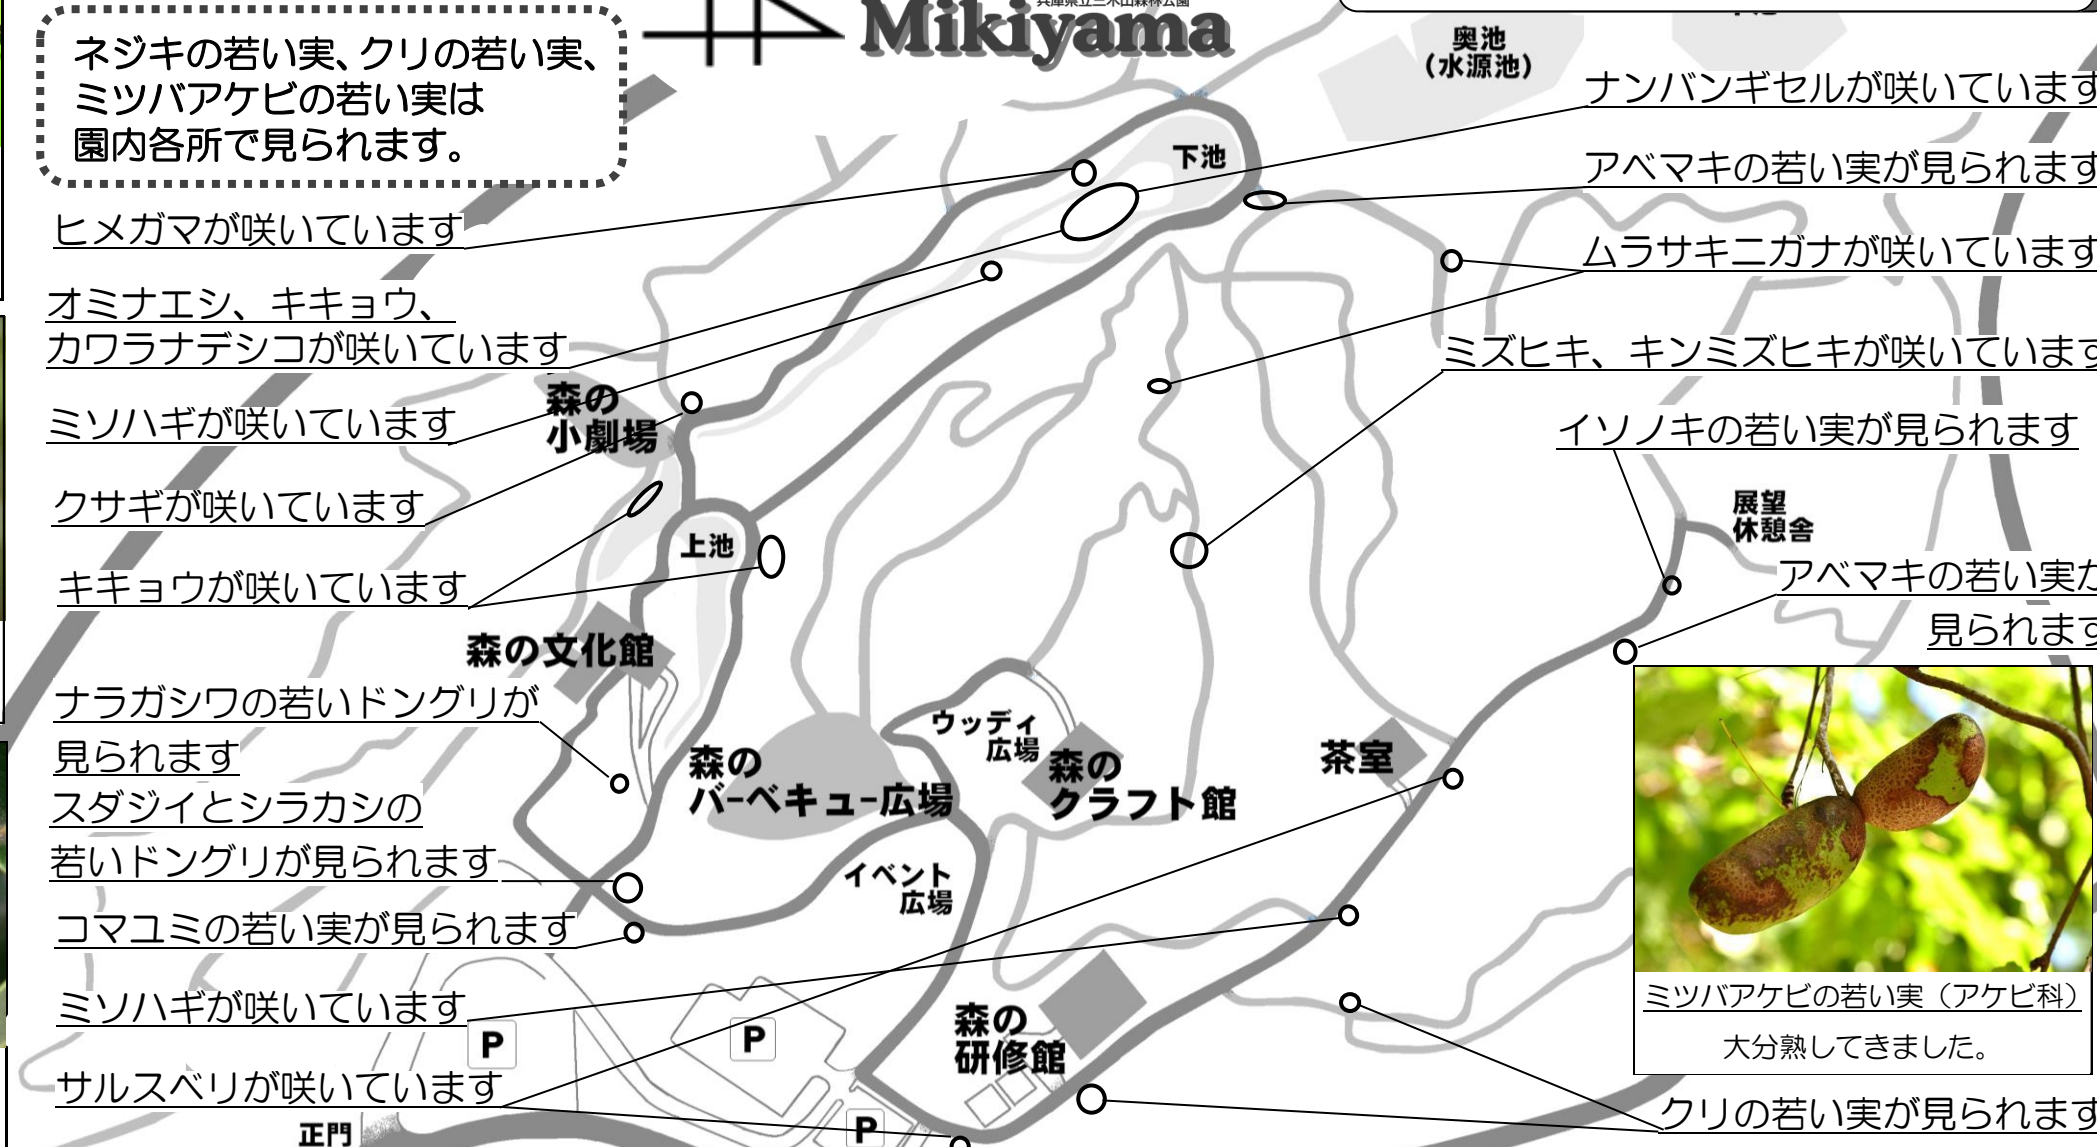 兵庫県立三木山森林公園
Mikiyama
ネジキの若い実、クリの若い実、
ミツバアケビの若い実は
園内各所で見られます。
奥池
（水源池）
下池
ナンバンギセルが咲いています
アベマキの若い実が見られます
ムラサキニガナが咲いています
ミズヒキ、キンミズヒキが咲いています
イソノキの若い実が見られます
展望
休憩舎
アベマキの若い実が
見られます
ヒメガマが咲いています
オミナエシ、キキョウ、
カワラナデシコが咲いています
森の
小劇場
ミソハギが咲いています
クサギが咲いています
上池
キキョウが咲いています
森の文化館
ナラガシワの若いドングリが
見られます
スダジイとシラカシの
若いドングリが見られます
コマユミの若い実が見られます
ミソハギが咲いています
サルスベリが咲いています
森の
バーベキュー広場
ウッディ
広場
森の
クラフト館
茶室
イベント
広場
森の
研修館
P
P
P
正門
ミツバアケビの若い実（アケビ科）
大分熟してきました。
クリの若い実が見られます